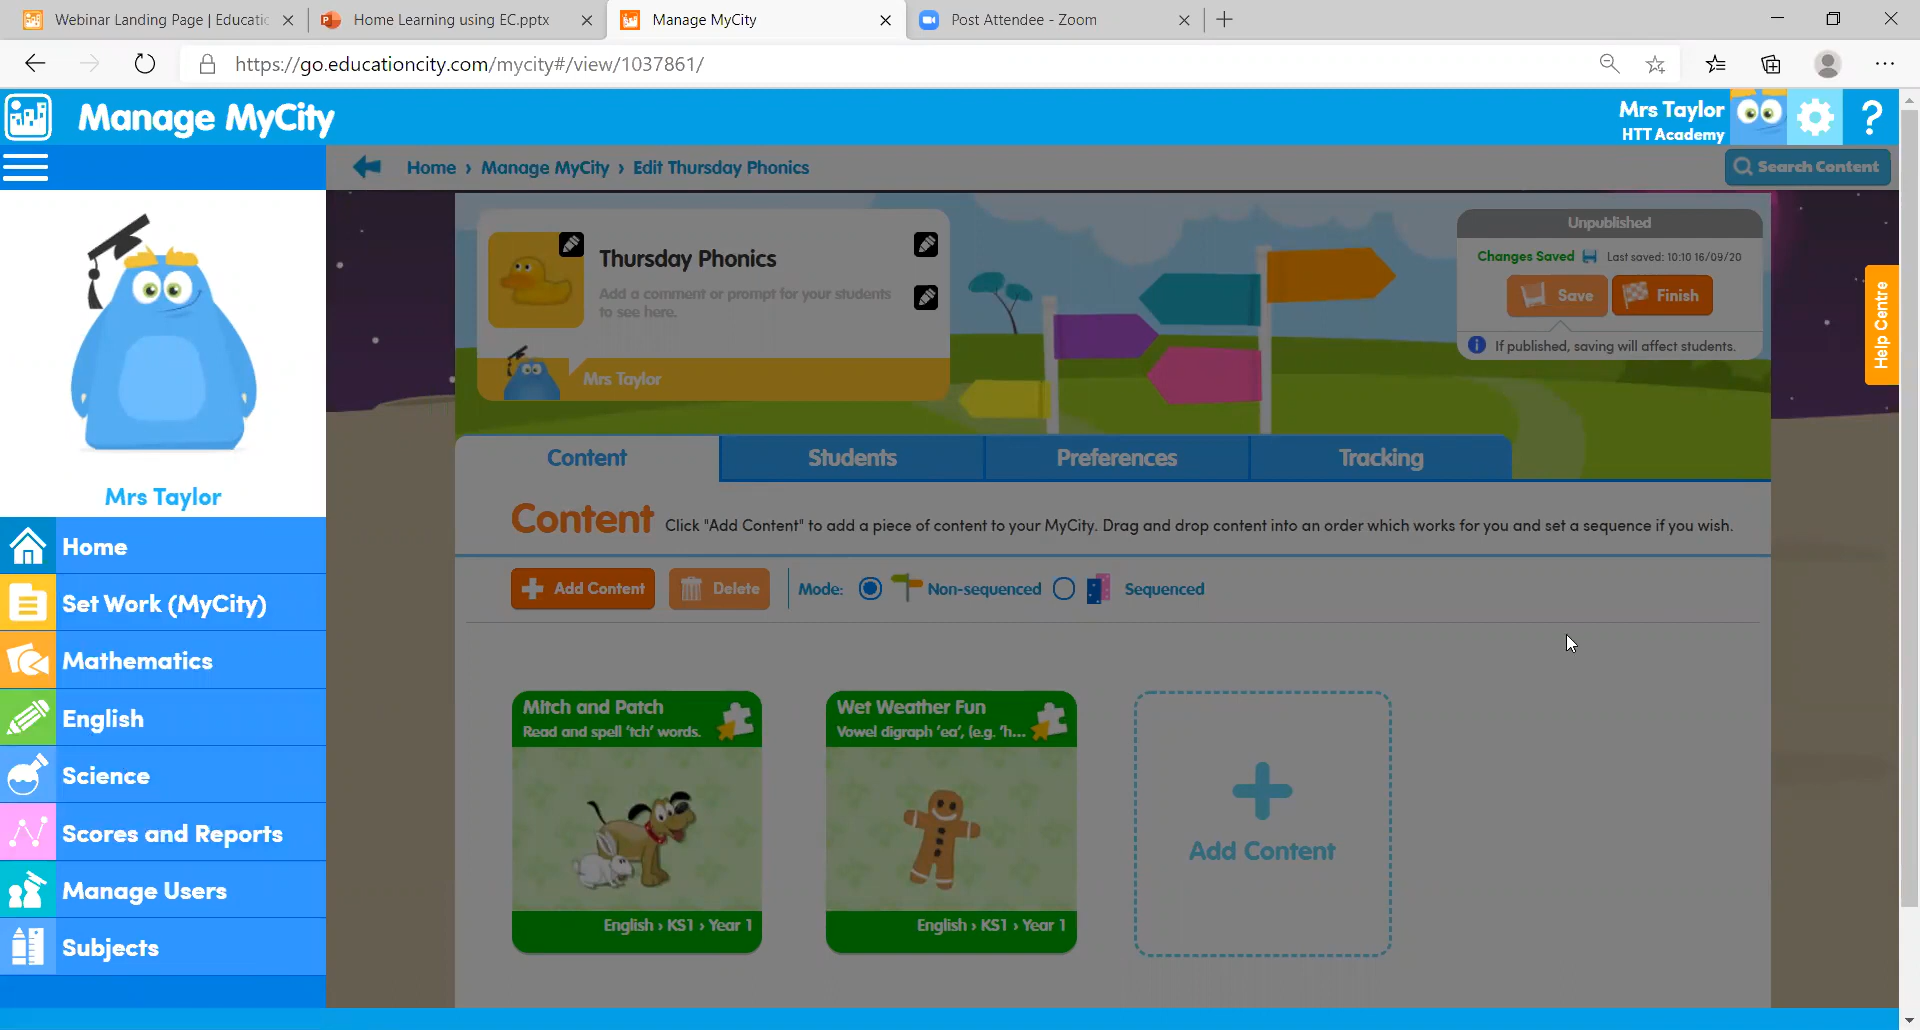 Webinar Landing Page | Educatic
Home Learning using EC.pptx
Manage MyCity
Post Attendee - Zoom
https://go.educationcity.com/mycity#/view/1037861/
Manage MyCity
Mrs Taylor
HTT Academy
?
Home › Manage MyCity › Edit Thursday Phonics
Search Content
Mrs Taylor
Home
Set Work (MyCity)
Mathematics
English
Science
Scores and Reports
Manage Users
Subjects
Thursday Phonics
Add a comment or prompt for your students
to see here.
Mrs Taylor
Unpublished
Changes Saved Last saved: 10:10 16/09/20
Save Finish
If published, saving will affect students.
Help Centre
Content Students Preferences Tracking
Content Click "Add Content" to add a piece of content to your MyCity. Drag and drop content into an order which works for you and set a sequence if you wish.
Add Content Delete Mode: Non-sequenced Sequenced
Mitch and Patch
Read and spell 'tch' words.
English › KS1 › Year 1
Wet Weather Fun
Vowel digraph 'ea', (e.g. 'h...
English › KS1 › Year 1
Add Content